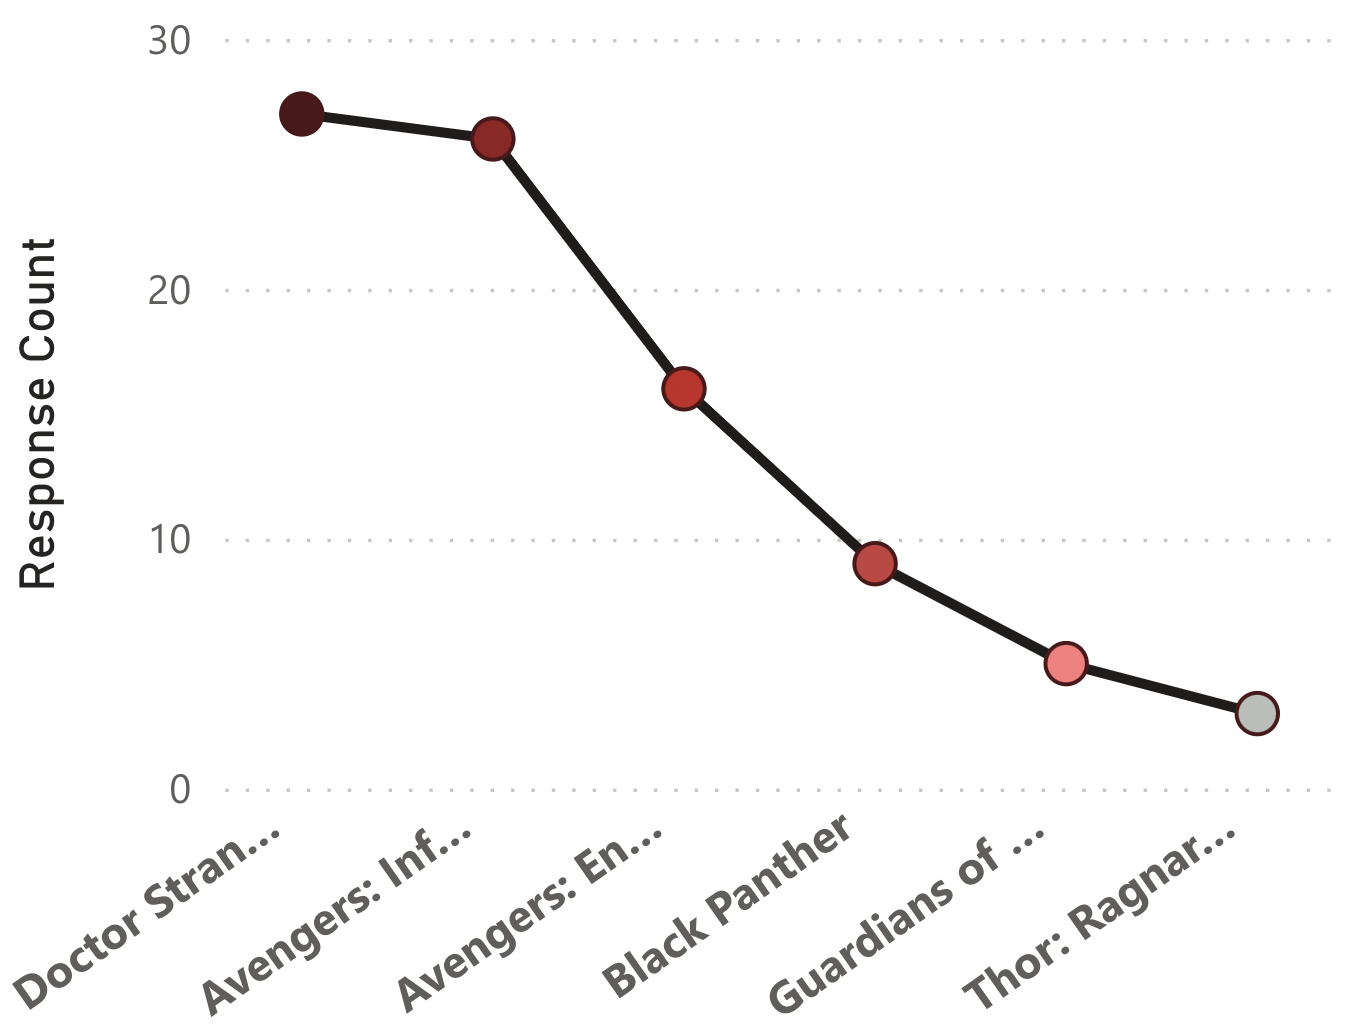 30
20
10
0
Response Count
Doctor Stran...
Avengers: Inf...
Avengers: En...
Black Panther
Guardians of ...
Thor: Ragnar...